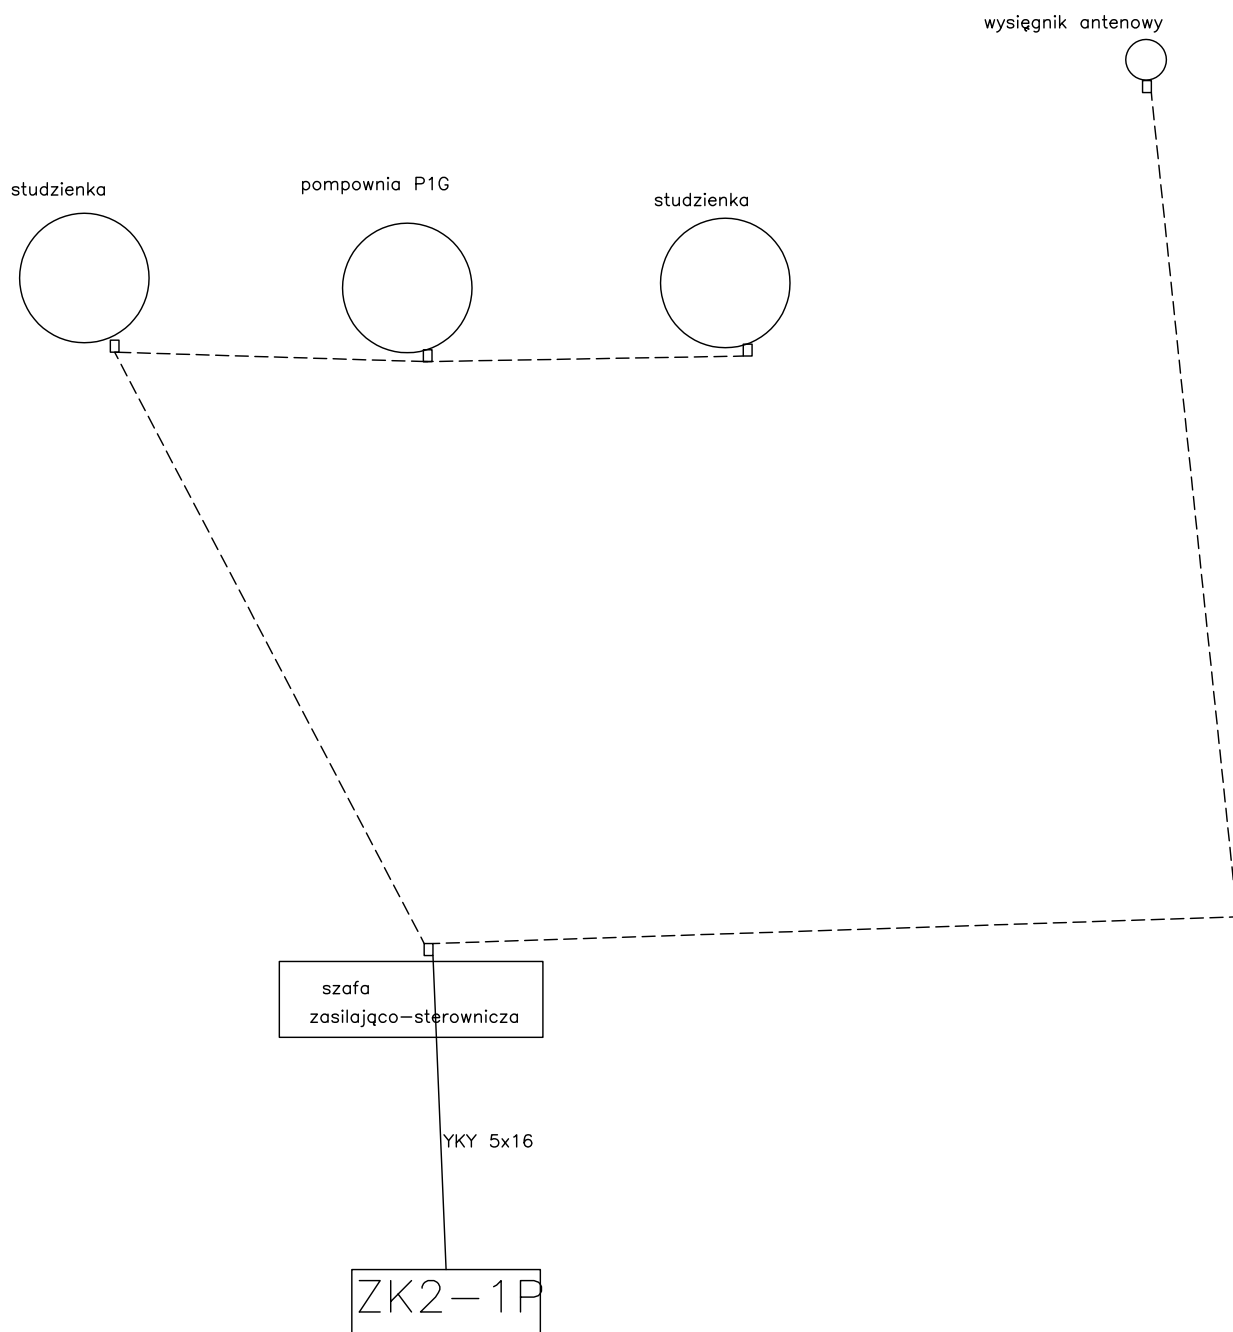 wysięgnik antenowy
studzienka
pompownia P1G
studzienka
szafa
zasilająco-sterownicza
YKY 5x16
ZK2-1P